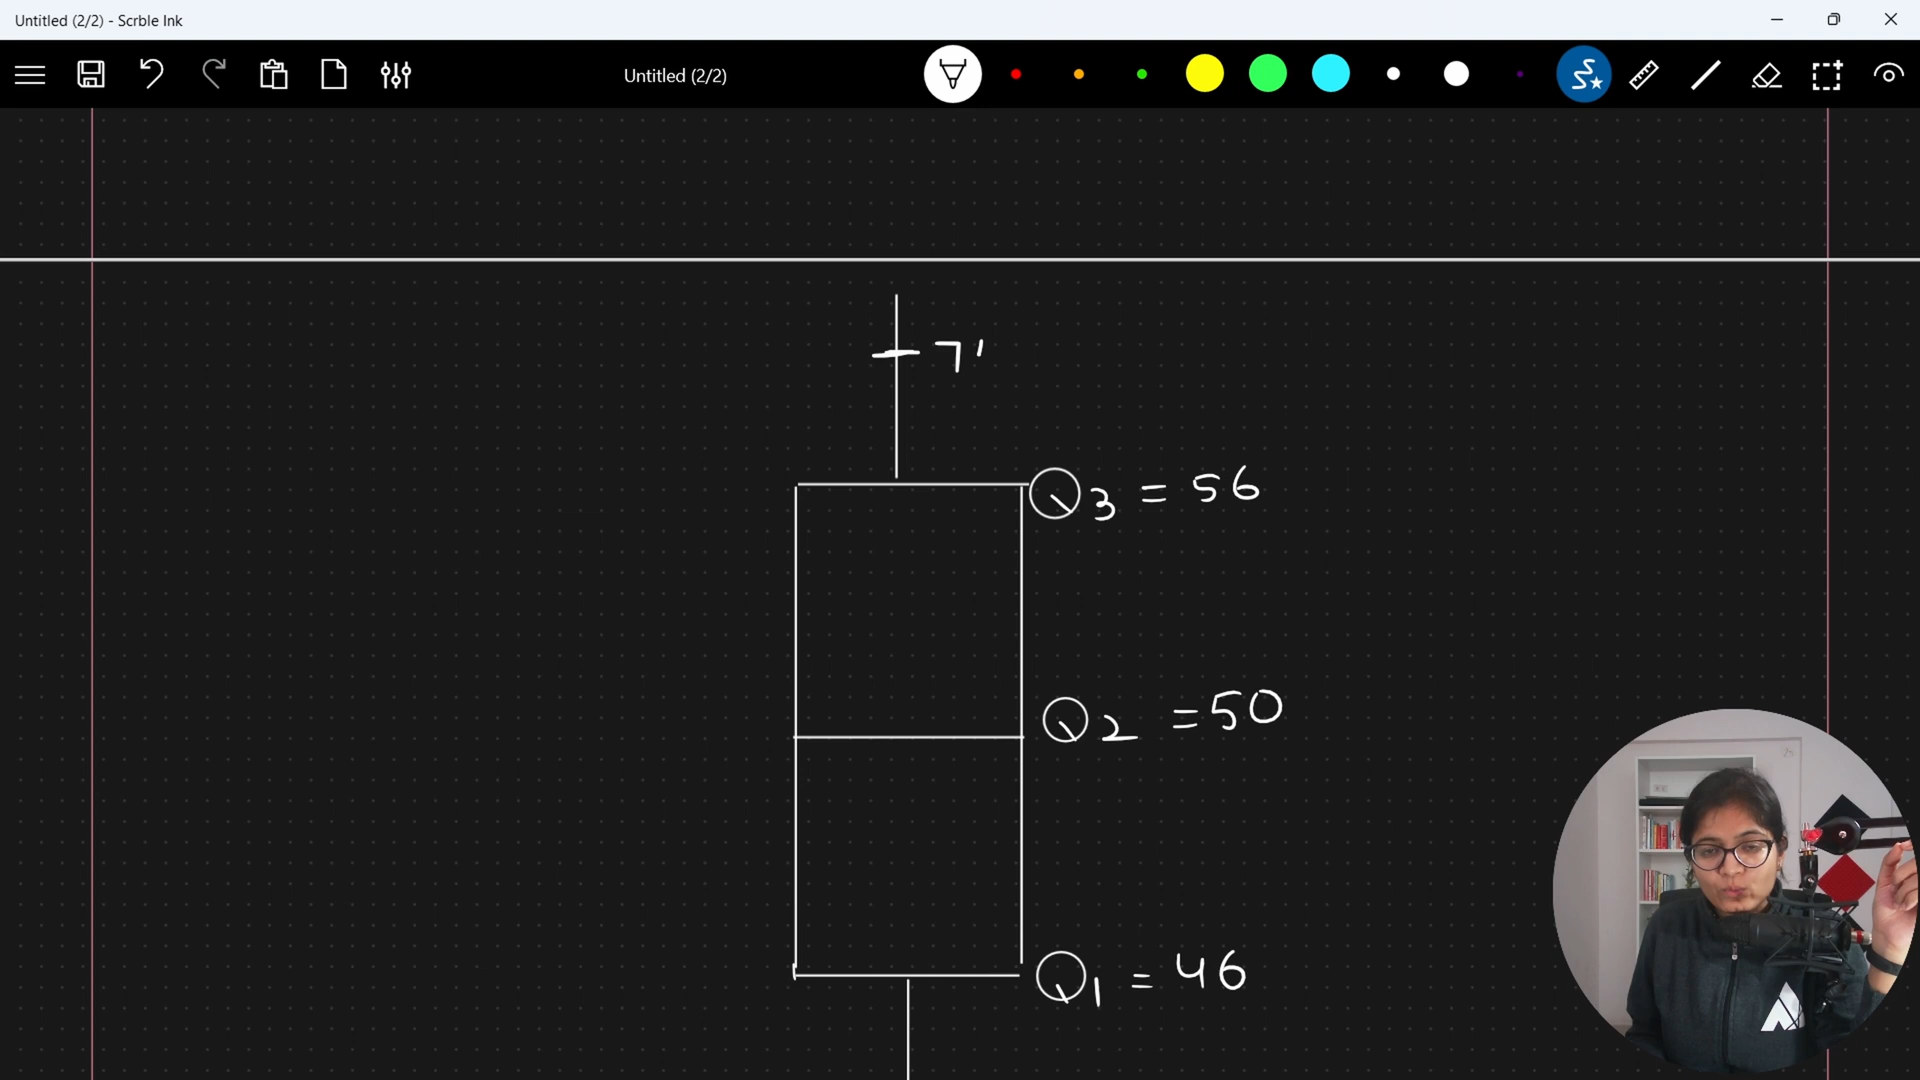 Untitled (2/2) - Scrble Ink
Untitled (2/2)
71
Q3 = 56
Q2 = 50
Q1 = 46